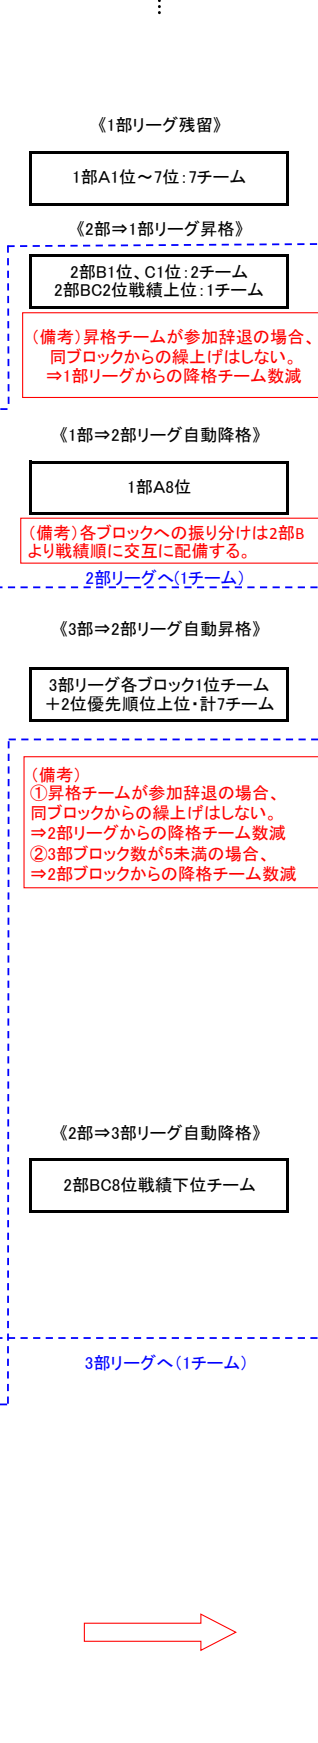 《1部リーグ残留》
1部A1位～7位：7チーム
《2部⇒1部リーグ昇格》
2部B1位、C1位：2チーム
2部BC2位戦績上位：1チーム
（備考）昇格チームが参加辞退の場合、
同ブロックからの繰上げはしない。
⇒1部リーグからの降格チーム数減
《1部⇒2部リーグ自動降格》
1部A8位
（備考）各ブロックへの振り分けは2部B
より戦績順に交互に配備する。
2部リーグへ（1チーム）
《3部⇒2部リーグ自動昇格》
3部リーグ各ブロック1位チーム
＋2位優先順位上位・計7チーム
（備考）
①昇格チームが参加辞退の場合、
同ブロックからの繰上げはしない。
⇒2部リーグからの降格チーム数減
②3部ブロック数が5未満の場合、
⇒2部ブロックからの降格チーム数減
《2部⇒3部リーグ自動降格》
2部BC8位戦績下位チーム
3部リーグへ（1チーム）